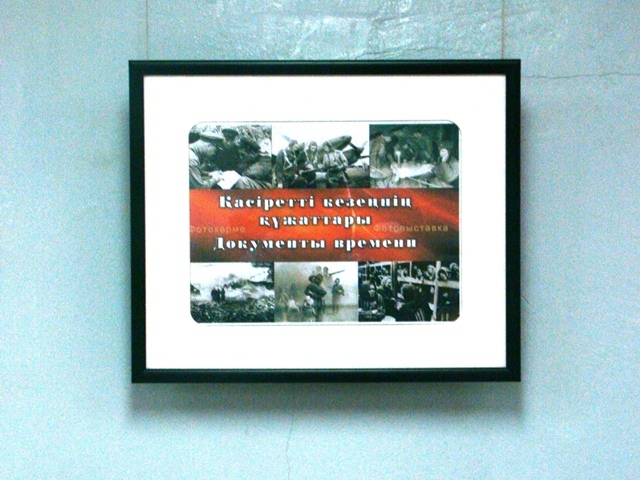 Қасіретті кезеңнің
құжаттары
Фотокөрме
Фотовыставка
Документы времени